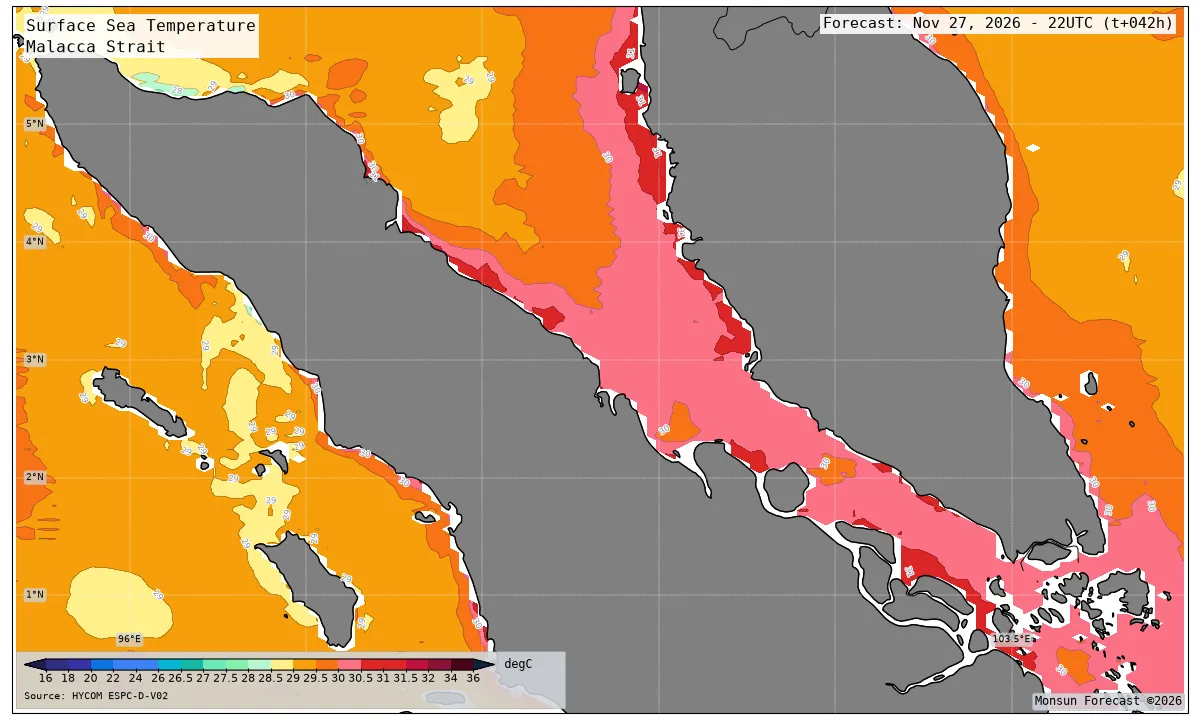 Surface Sea Temperature
Malacca Strait
Forecast: Nov 27, 2026 - 22UTC (t+042h)
5°N
4°N
3°N
2°N
1°N
96°E
103.5°E
degC
16 18 20 22 24 26 26.5 27 27.5 28 28.5 29 29.5 30 30.5 31 31.5 32 34 36
Source: HYCOM ESPC-D-V02
Monsun Forecast ©2026